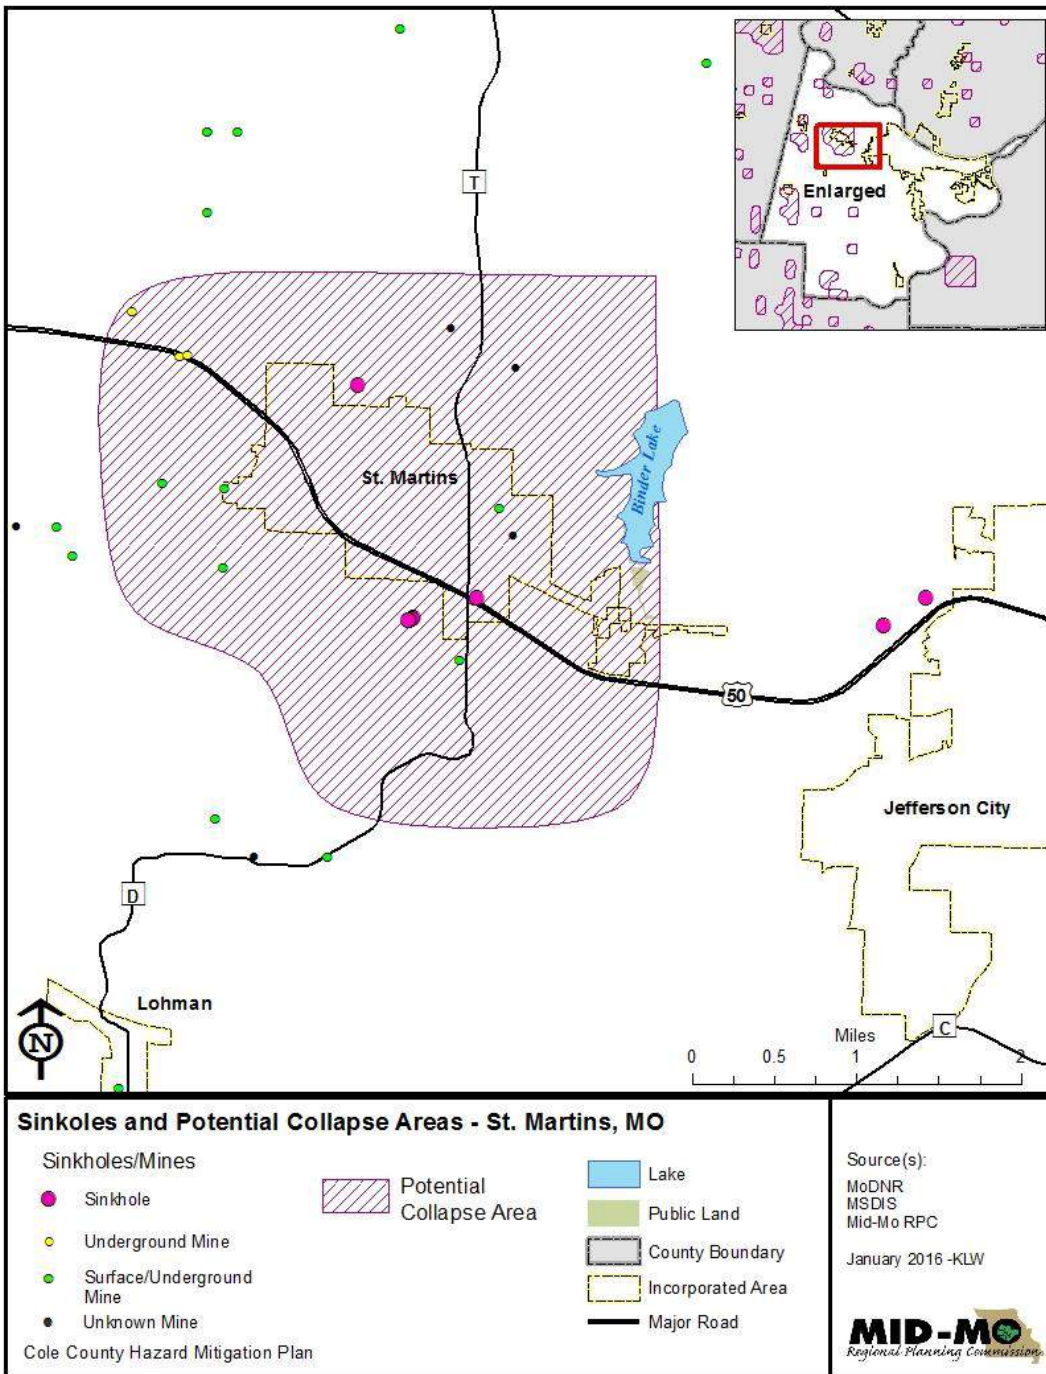 T
Enlarged
St. Martins
Binder Lake
50
Jefferson City
D
Lohman
N
C
Miles
0 0.5 1 2
Sinkoles and Potential Collapse Areas - St. Martins, MO
Sinkholes/Mines
Sinkhole
Underground Mine
Surface/Underground
Mine
Unknown Mine
Cole County Hazard Mitigation Plan
Potential
Collapse Area
Lake
Public Land
County Boundary
Incorporated Area
Major Road
Source(s):
MoDNR
MSDIS
Mid-Mo RPC
January 2016 -KLW
MID-MO
Regional Planning Commission